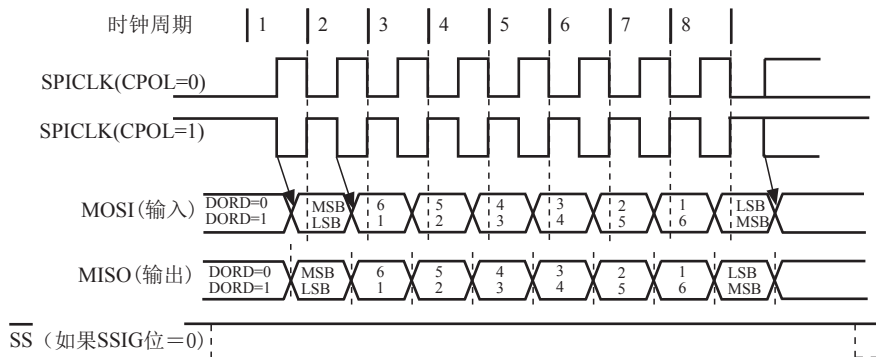 时钟周期 1 2 3 4 5 6 7 8
SPICLK(CPOL=0)
SPICLK(CPOL=1)
MOSI(输入) DORD=0 MSB 6 5 4 3 2 1 LSB
DORD=1 LSB 1 2 3 4 5 6 MSB
MISO(输出) DORD=0 MSB 6 5 4 3 2 1 LSB
DORD=1 LSB 1 2 3 4 5 6 MSB
SS(如果SSIG位=0)